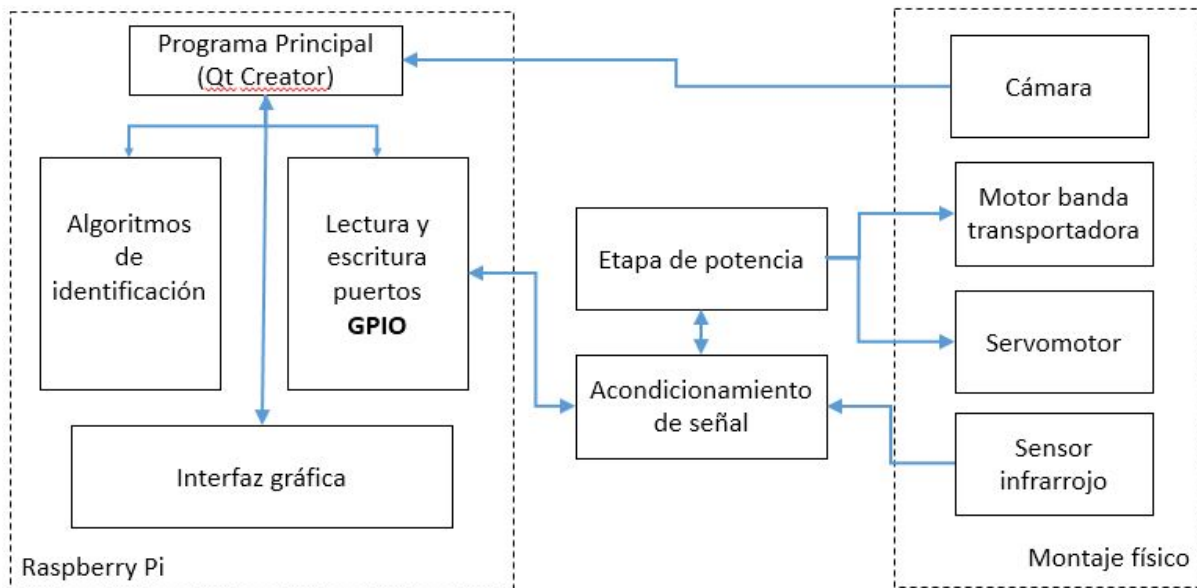 Programa Principal
(Qt Creator)
Algoritmos
de
identificación
Lectura y
escritura
puertos
GPIO
Interfaz gráfica
Raspberry Pi
Etapa de potencia
Acondicionamiento
de señal
Cámara
Motor banda
transportadora
Servomotor
Sensor
infrarrojo
Montaje físico